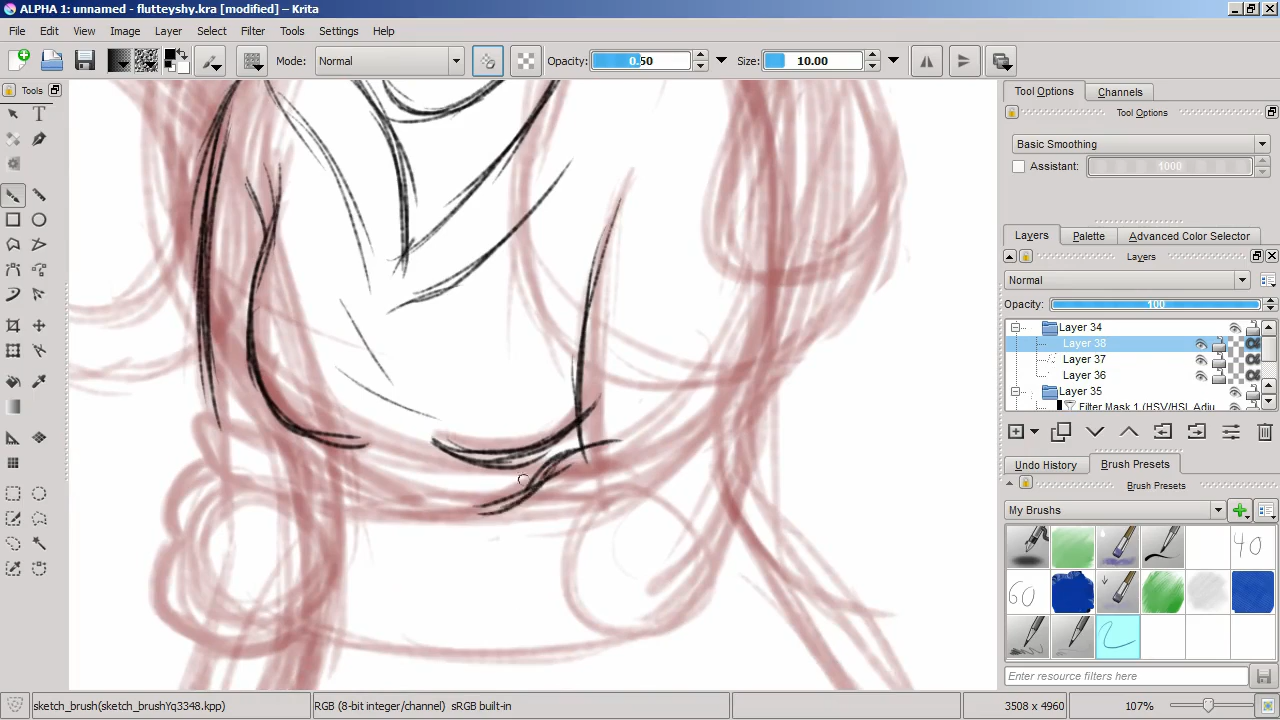 ALPHA 1: unnamed - flutteyshy.kra [modified] - Krita
File Edit View Image Layer Select Filter Tools Settings Help
Mode: Normal Opacity: 0.50 Size: 10.00
Tools
Tool Options Channels
Tool Options
Basic Smoothing
Assistant: 1000
Layers Palette Advanced Color Selector
Layers
Normal
Opacity: 100
Layer 34
Layer 38
Layer 37
Layer 36
Layer 35
Filter Mask 1 (HSV/HSL Adju
Undo History Brush Presets
Brush Presets
My Brushes
40
60
Enter resource filters here
sketch_brush(sketch_brushYq3348.kpp) RGB (8-bit integer/channel) sRGB built-in 3508 x 4960 107%